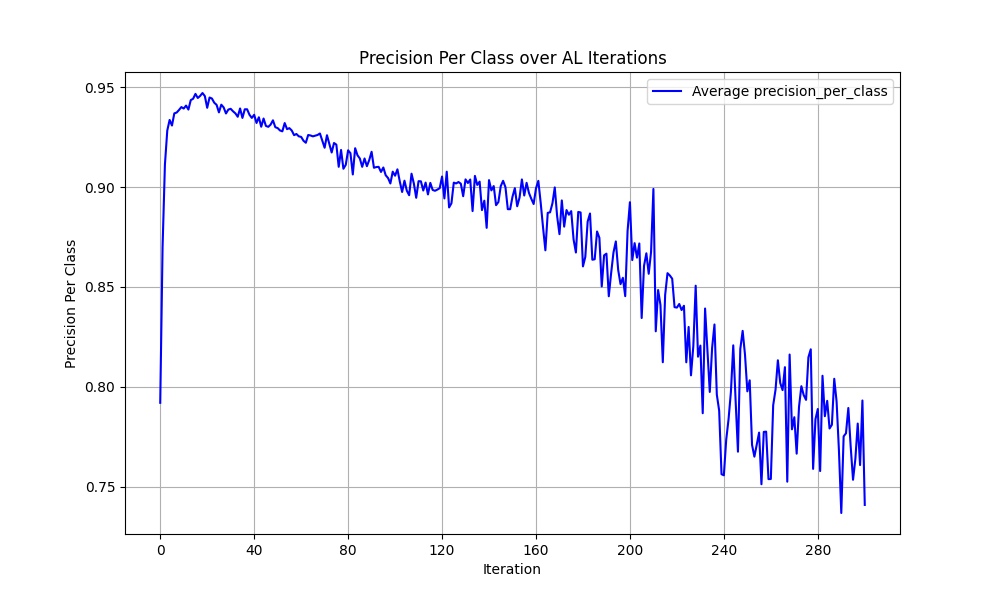 Precision Per Class over AL Iterations
Average precision_per_class
Precision Per Class
0.95
0.90
0.85
0.80
0.75
0 40 80 120 160 200 240 280
Iteration